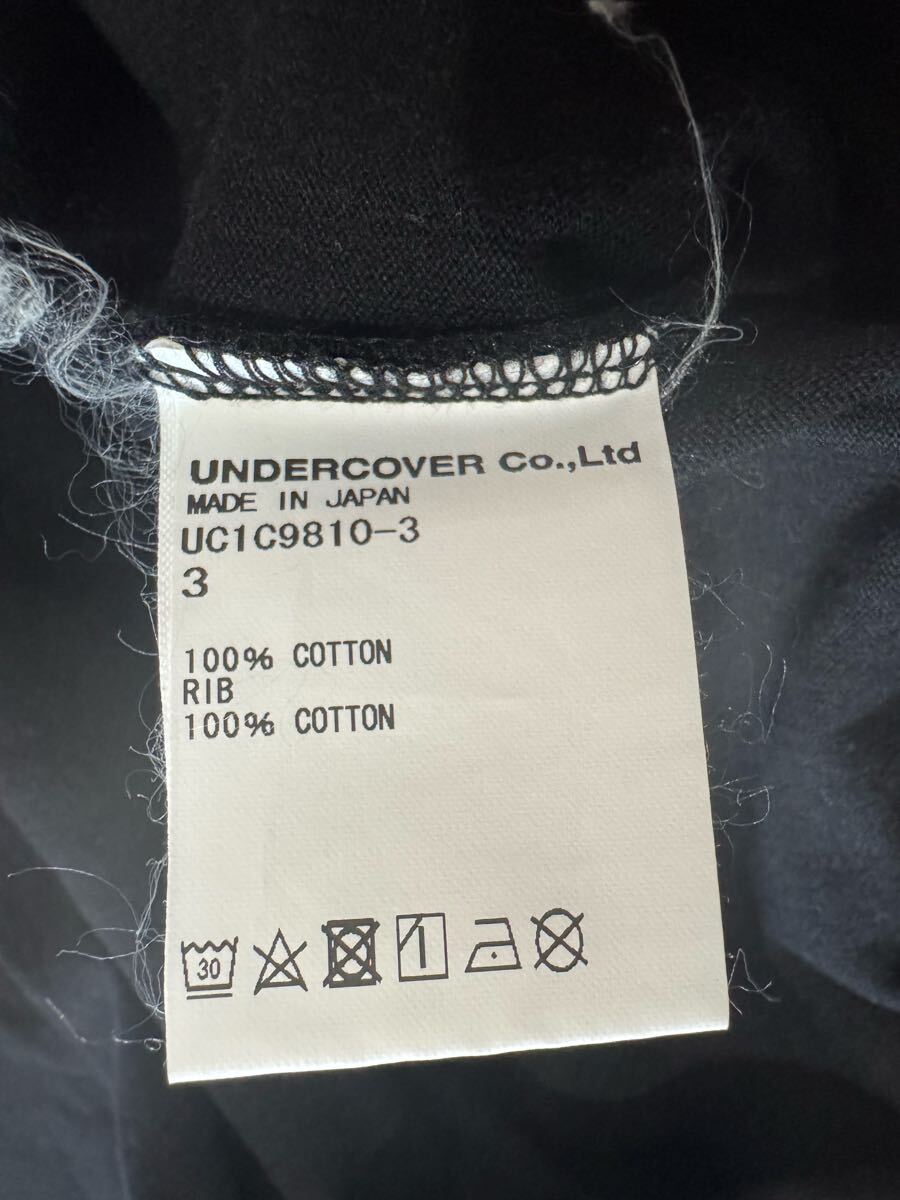 UNDERCOVER Co.,Ltd
MADE IN JAPAN
UC1C9810-3
3
100% COTTON
RIB
100% COTTON
30